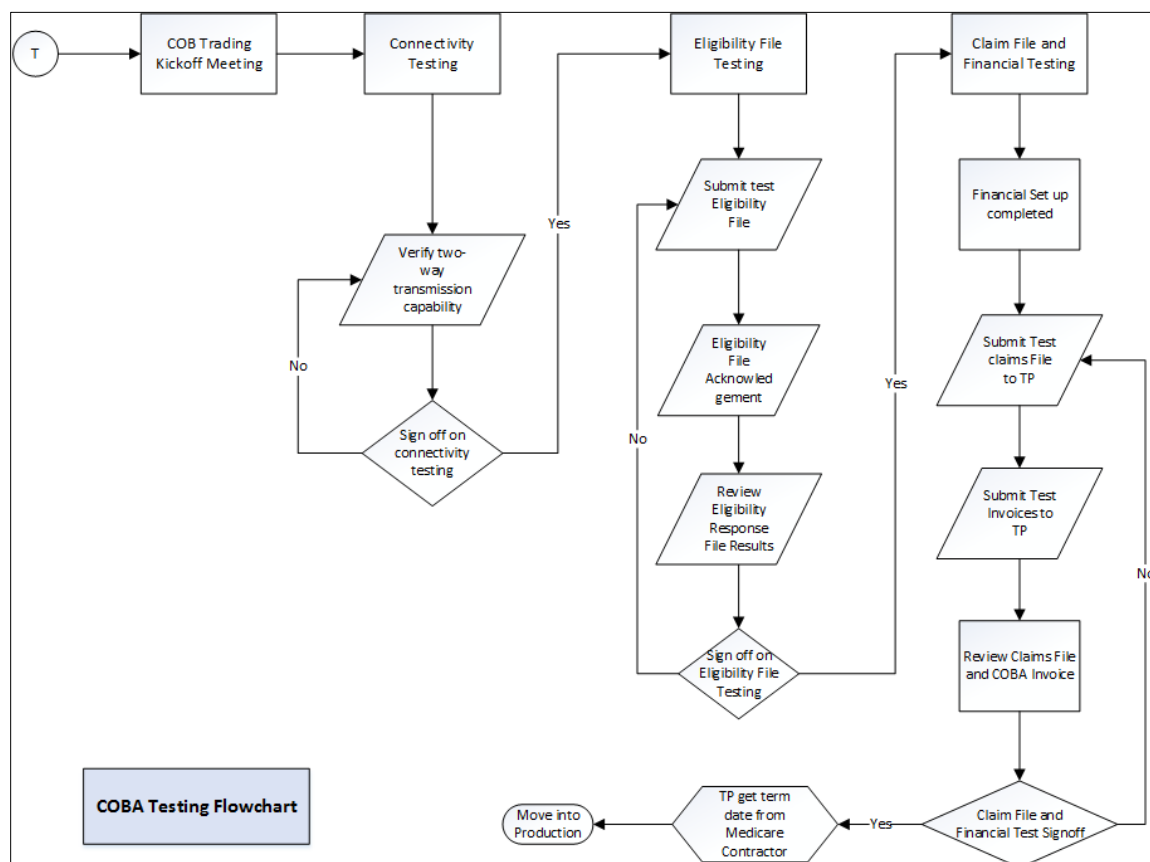 T
COB Trading
Kickoff Meeting
Connectivity
Testing
Verify two-
way
transmission
capability
No
Sign off on
connectivity
testing
Yes
Eligibility File
Testing
Submit test
Eligibility
File
Eligibility
File
Acknowled
gement
No
Review
Eligibility
Response
File Results
Sign off on
Eligibility File
Testing
Yes
Claim File and
Financial Testing
Financial Set up
completed
Submit Test
claims File
to TP
Submit Test
Invoices to
TP
No
Review Claims File
and COBA Invoice
Claim File and
Financial Test Signoff
Yes
TP get term
date from
Medicare
Contractor
Move into
Production
COBA Testing Flowchart